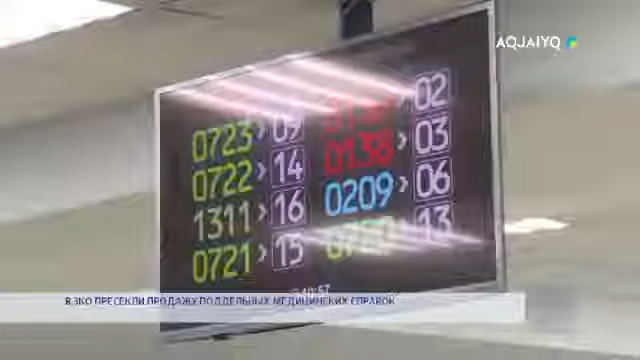 AQJAIYQ
0723 › 09
02
0722 › 14
0138 › 03
1311 › 16
0209 › 06
0721 › 15
13
В ЗКО ПРЕСЕКЛИ ПРОДАЖУ ПОДДЕЛЬНЫХ МЕДИЦИНСКИХ СПРАВОК